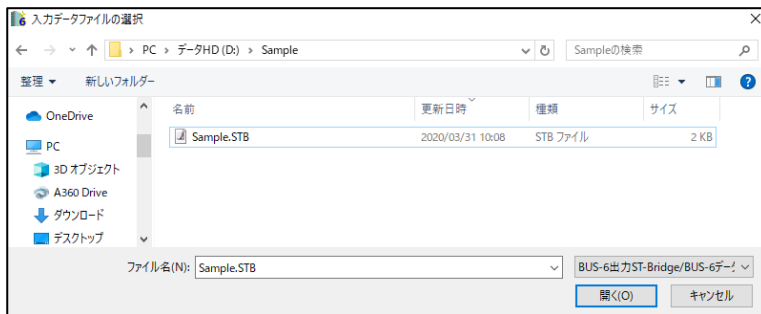 入力データファイルの選択
PC > データHD (D:) > Sample
Sampleの検索
整理 新しいフォルダー
名前 更新日時 種類 サイズ
Sample.STB 2020/03/31 10:08 STB ファイル 2 KB
OneDrive
PC
3D オブジェクト
A360 Drive
ダウンロード
デスクトップ
ファイル名(N): Sample.STB BUS-6出力ST-Bridge/BUS-6デー
開く(O) キャンセル